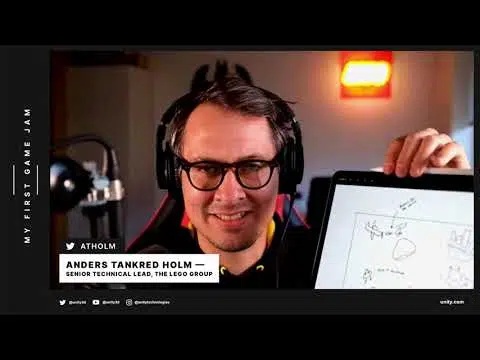 MY FIRST GAME JAM
ATHOLM
ANDERS TANKRED HOLM —
SENIOR TECHNICAL LEAD, THE LEGO GROUP
@unity3d
@unity3d
@unitytechnologies
unity.com